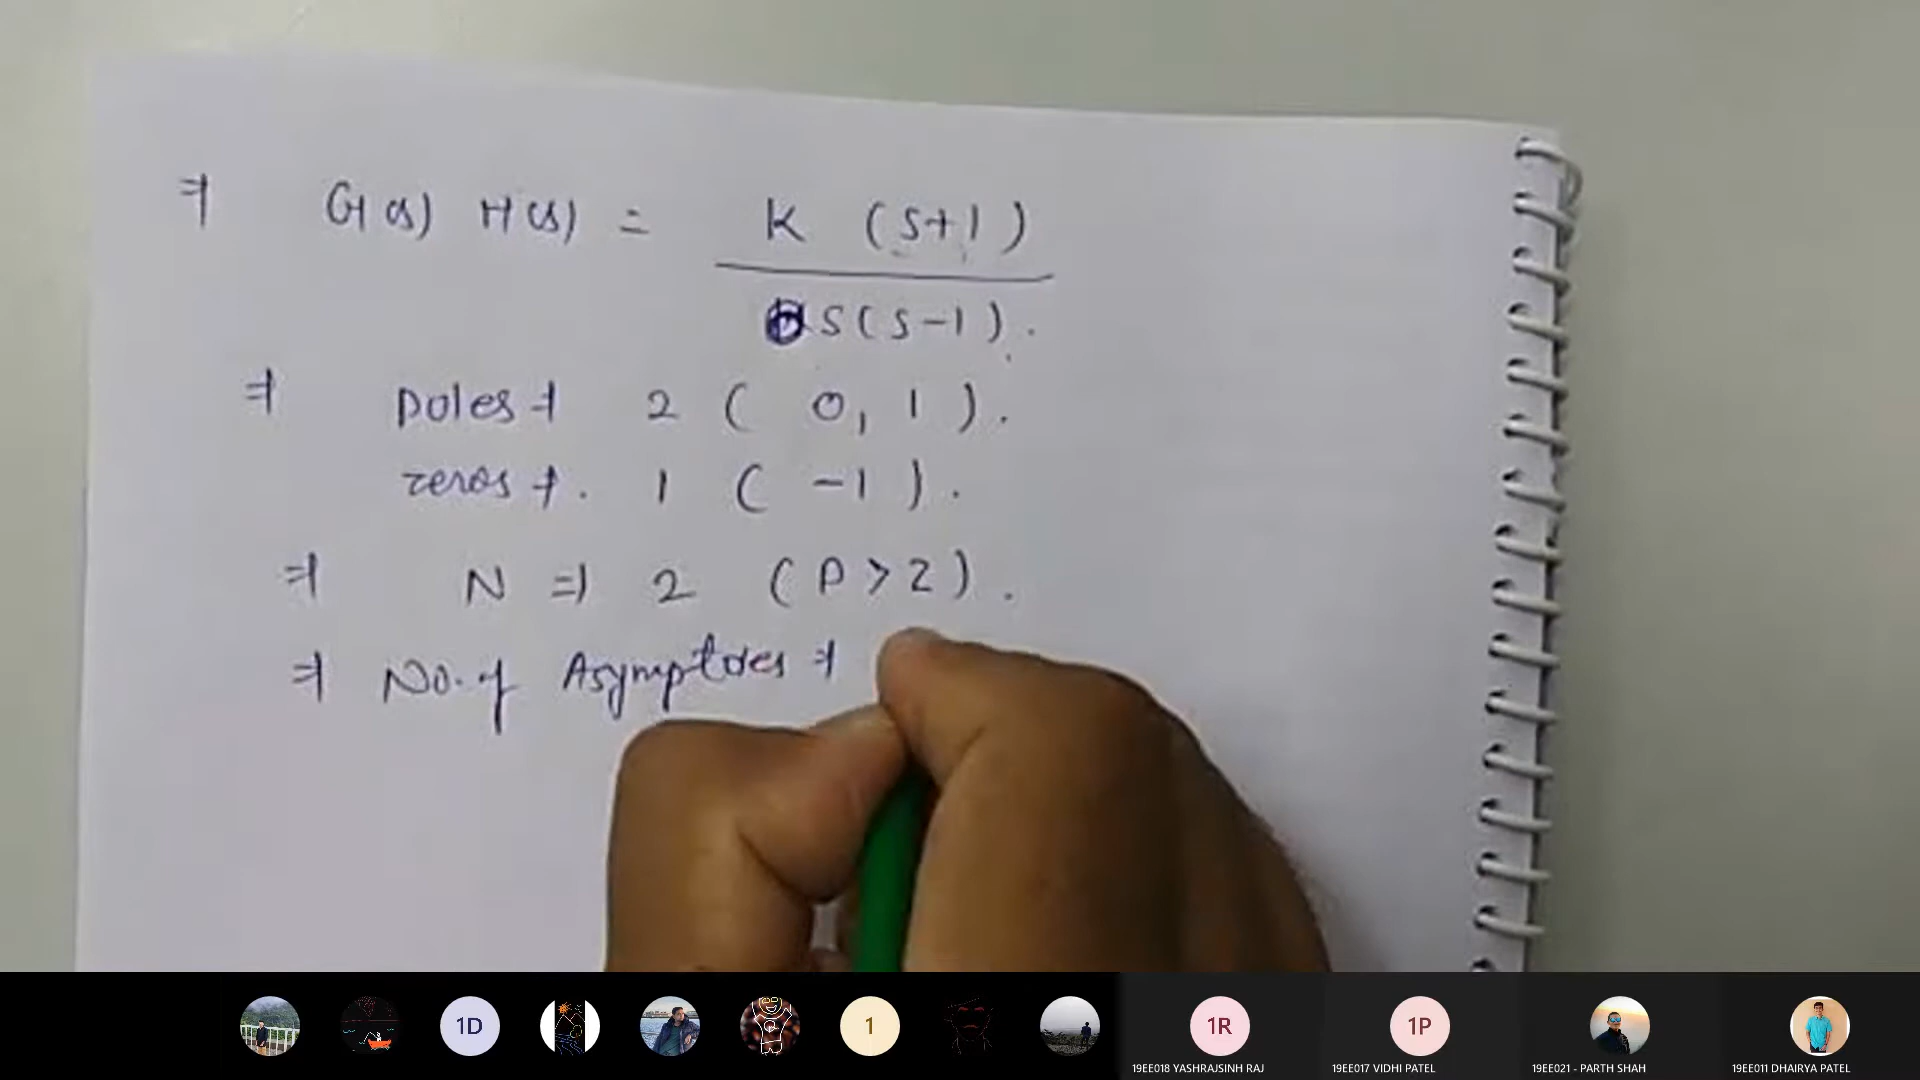 ⇒ G(s) H(s) = K (s+1)
s(s-1).
⇒ poles ⇒ 2 ( 0, 1 ).
zeros ⇒. 1 ( -1 ).
⇒ N ⇒ 2 (P>Z).
⇒ No. of Asymptotes ⇒
1D
1
1R
1P
19EE018 YASHRAJSINH RAJ
19EE017 VIDHI PATEL
19EE021 - PARTH SHAH
19EE011 DHAIRYA PATEL